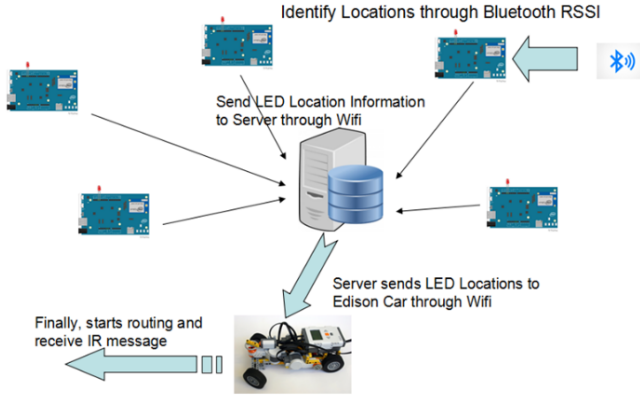 Identify Locations through Bluetooth RSSI
Send LED Location Information
to Server through Wifi
Server sends LED Locations to
Edison Car through Wifi
Finally, starts routing and
receive IR message